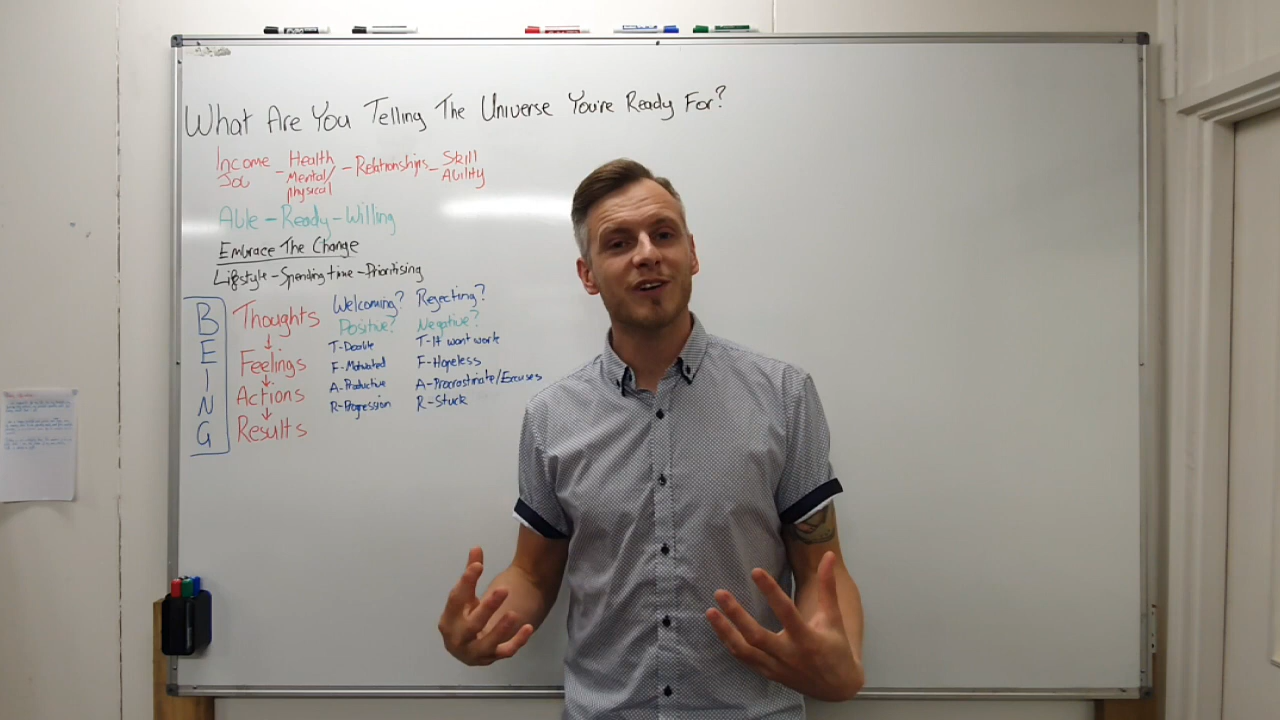 What Are You Telling The Universe You're Ready For?
Income Job - Health Mental/physical - Relationships - Skill Ability
Able - Ready - Willing
Embrace The Change
Lifestyle - Spending time - Prioritising
BEING
Thoughts
Feelings
Actions
Results
Welcoming? Rejecting?
Positive? Negative?
T- T-It wont work
F-Motivated F-Hopeless
A-Productive A-Procrastinate/Excuses
R-Progression R-Stuck